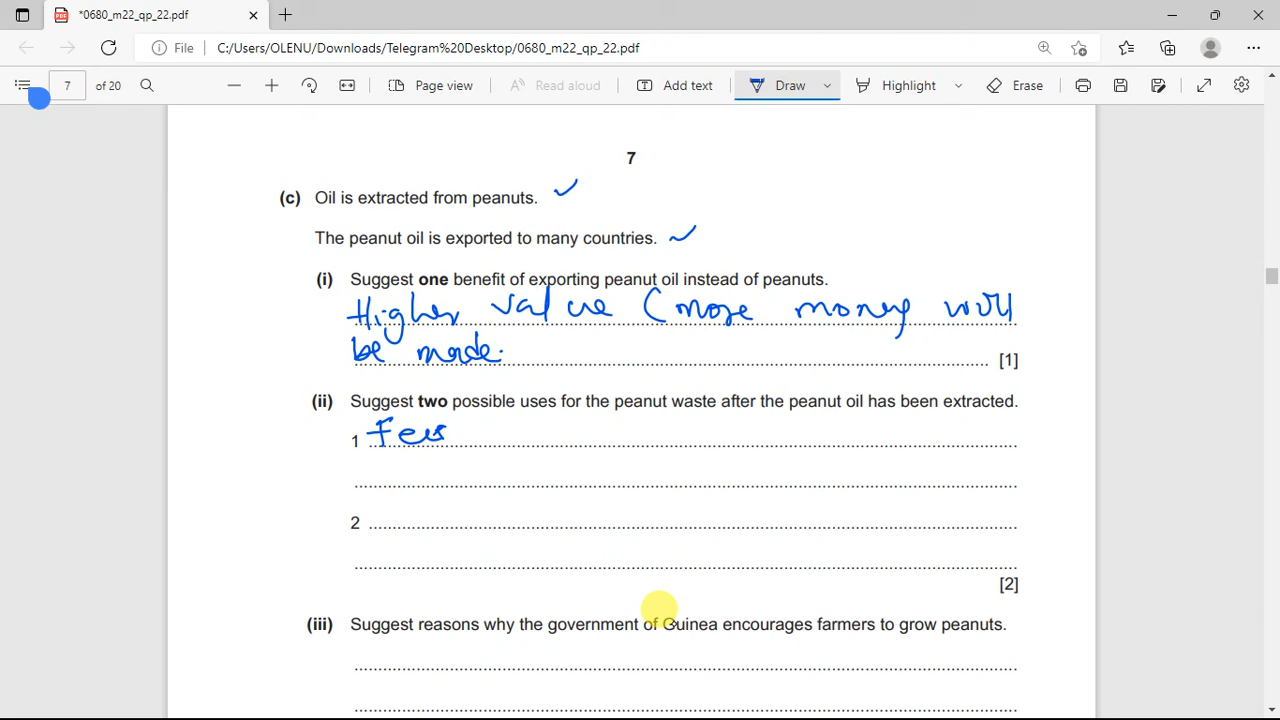 *0680_m22_qp_22.pdf
File C:/Users/OLENU/Downloads/Telegram%20Desktop/0680_m22_qp_22.pdf
7 of 20 Page view Read aloud Add text Draw Highlight Erase
7
(c) Oil is extracted from peanuts.
The peanut oil is exported to many countries.
(i) Suggest one benefit of exporting peanut oil instead of peanuts.
Higher value (more money will
be made.
[1]
(ii) Suggest two possible uses for the peanut waste after the peanut oil has been extracted.
1
2
[2]
(iii) Suggest reasons why the government of Guinea encourages farmers to grow peanuts.